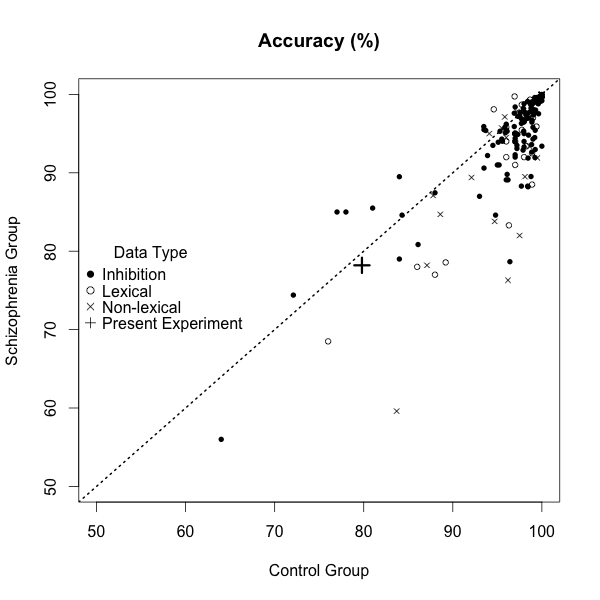 Accuracy (%)
Schizophrenia Group
100
90
80
70
60
50
Data Type
Inhibition
Lexical
Non-lexical
Present Experiment
50 60 70 80 90 100
Control Group